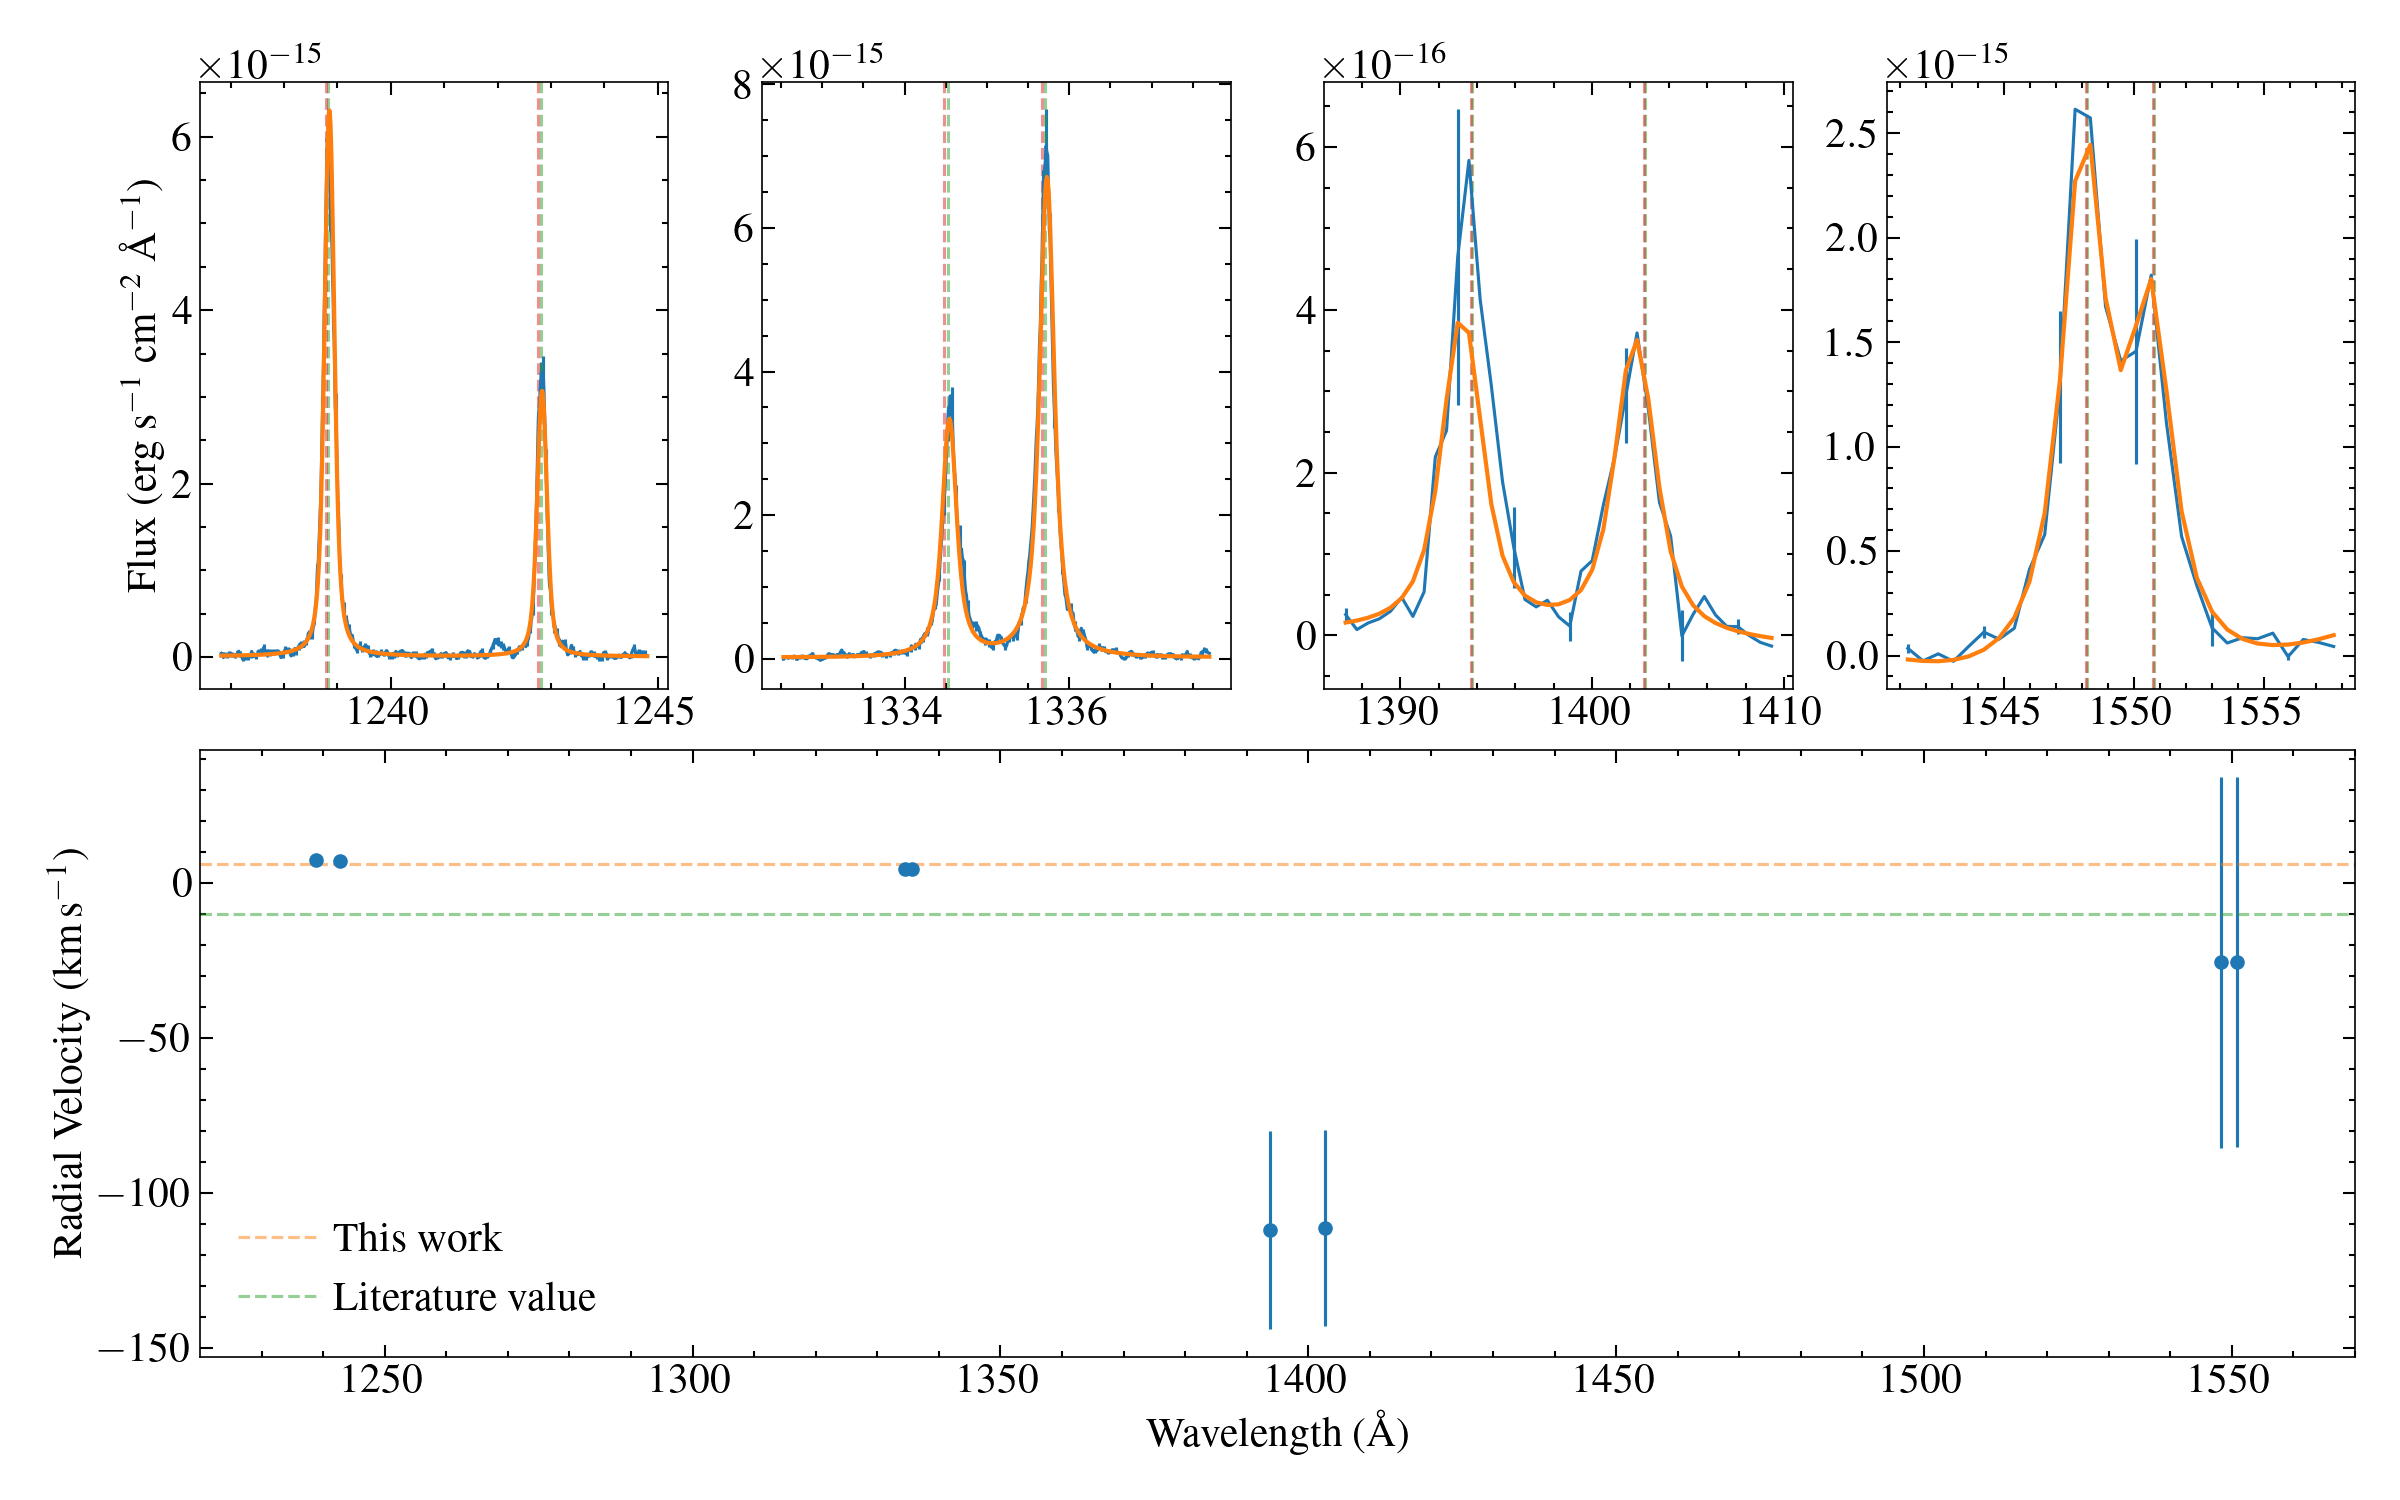 ×10⁻¹⁵ ×10⁻¹⁵ ×10⁻¹⁶ ×10⁻¹⁵
Flux (erg s⁻¹ cm⁻² Å⁻¹)
6
4
2
0
1240 1245
8
6
4
2
0
1334 1336
6
4
2
0
1390 1400 1410
2.5
2.0
1.5
1.0
0.5
0.0
1545 1550 1555
Radial Velocity (km s⁻¹)
0
−50
−100
−150
This work
Literature value
1250 1300 1350 1400 1450 1500 1550
Wavelength (Å)